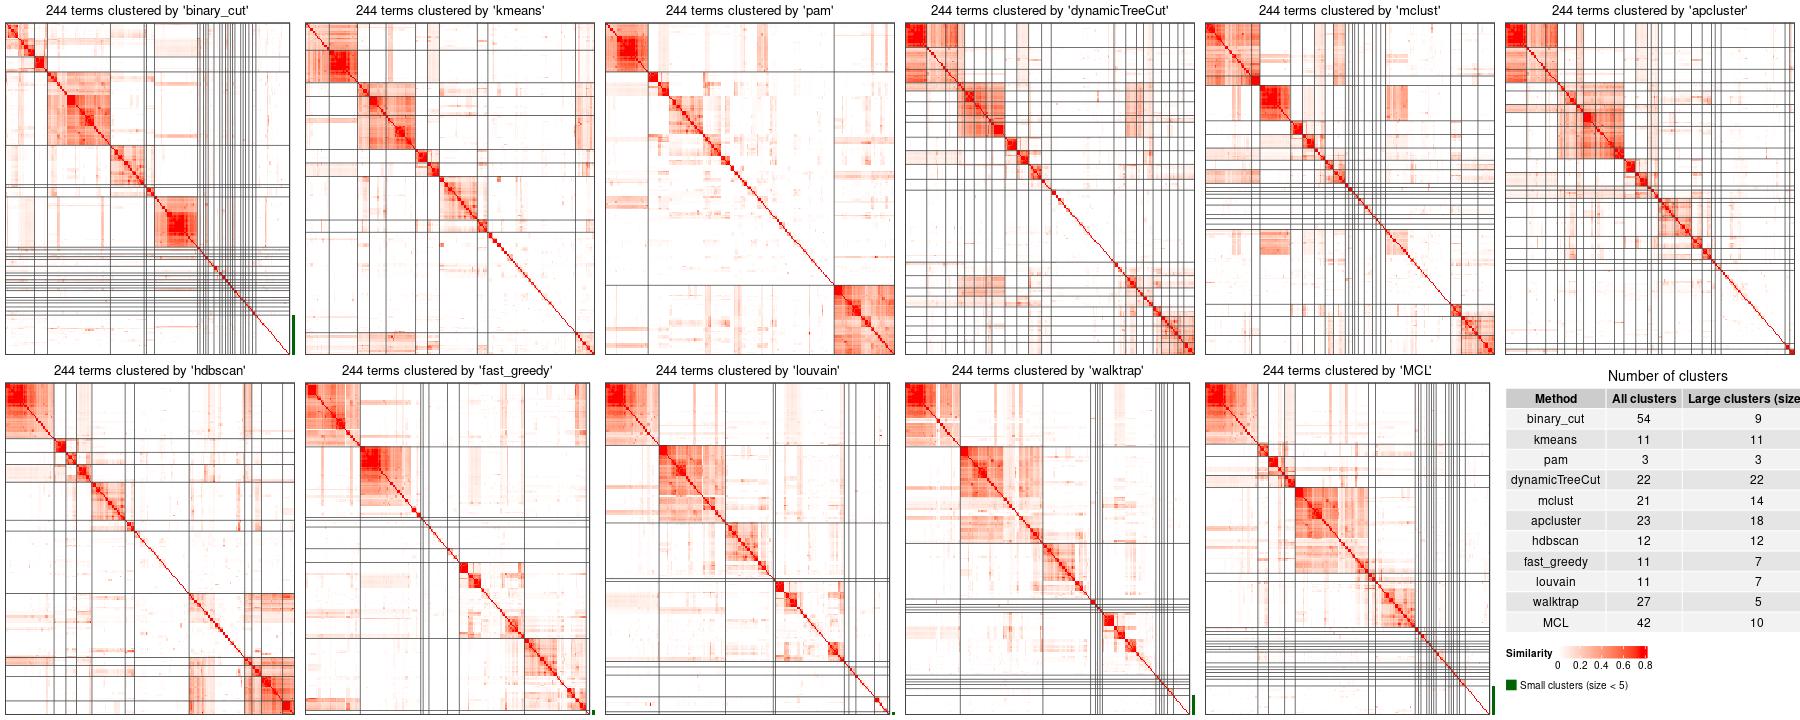 244 terms clustered by 'binary_cut'
244 terms clustered by 'kmeans'
244 terms clustered by 'pam'
244 terms clustered by 'dynamicTreeCut'
244 terms clustered by 'mclust'
244 terms clustered by 'apcluster'
244 terms clustered by 'hdbscan'
244 terms clustered by 'fast_greedy'
244 terms clustered by 'louvain'
244 terms clustered by 'walktrap'
244 terms clustered by 'MCL'
Number of clusters
Method All clusters Large clusters (size
binary_cut 54 9
kmeans 11 11
pam 3 3
dynamicTreeCut 22 22
mclust 21 14
apcluster 23 18
hdbscan 12 12
fast_greedy 11 7
louvain 11 7
walktrap 27 5
MCL 42 10
Similarity
0 0.2 0.4 0.6 0.8
Small clusters (size < 5)